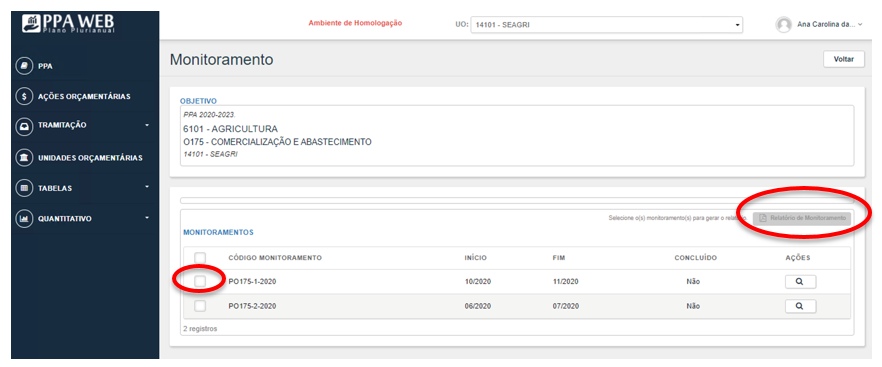 PPA WEB
Plano Plurianual
Ambiente de Homologação
UO: 14101 - SEAGRI
Ana Carolina da...
PPA
AÇÕES ORÇAMENTÁRIAS
TRAMITAÇÃO
UNIDADES ORÇAMENTÁRIAS
TABELAS
QUANTITATIVO
Monitoramento
Voltar
OBJETIVO
PPA 2020-2023.
6101 - AGRICULTURA
O175 - COMERCIALIZAÇÃO E ABASTECIMENTO
14101 - SEAGRI
Selecione o(s) monitoramento(s) para gerar o relatório.
Relatório de Monitoramento
MONITORAMENTOS
CÓDIGO MONITORAMENTO INÍCIO FIM CONCLUÍDO AÇÕES
PO175-1-2020 10/2020 11/2020 Não
PO175-2-2020 06/2020 07/2020 Não
2 registros